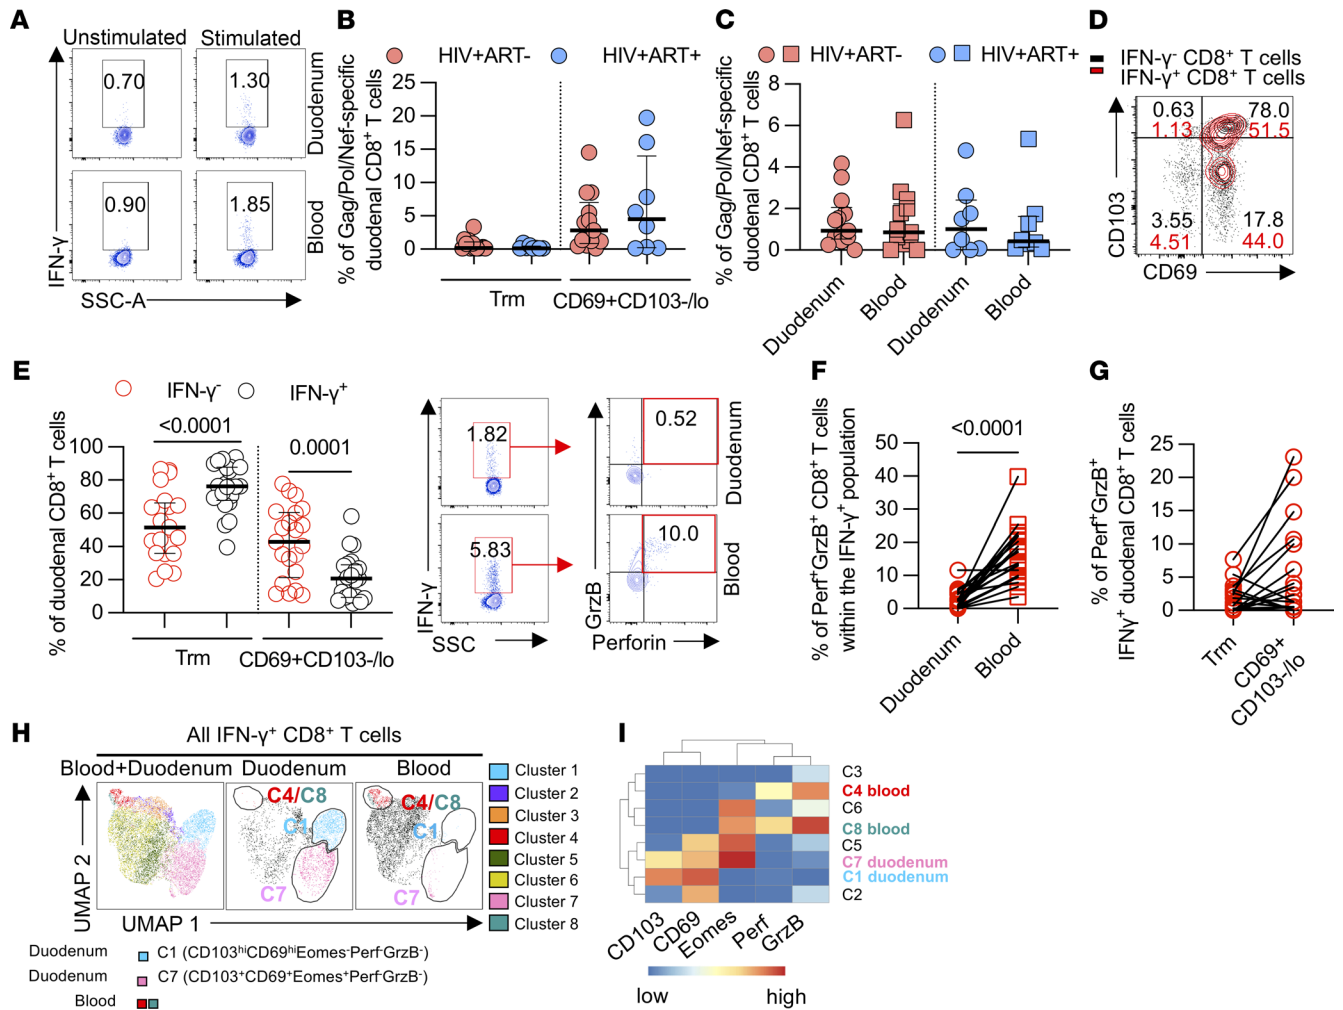 A
Unstimulated Stimulated
0.70
1.30
Duodenum
0.90
1.85
Blood
IFN-γ
SSC-A
B
HIV+ART-
HIV+ART+
% of Gag/Pol/Nef-specific
duodenal CD8⁺ T cells
25
20
15
10
5
0
Trm
CD69+CD103-/lo
C
HIV+ART-
HIV+ART+
% of Gag/Pol/Nef-specific
duodenal CD8⁺ T cells
8
6
4
2
0
Duodenum
Blood
Duodenum
Blood
D
IFN-γ⁻ CD8⁺ T cells
IFN-γ⁺ CD8⁺ T cells
0.63
1.13
78.0
51.5
3.55
4.51
17.8
44.0
CD103
CD69
E
IFN-γ⁻
IFN-γ⁺
<0.0001
0.0001
% of duodenal CD8⁺ T cells
100
80
60
40
20
0
Trm
CD69+CD103-/lo
1.82
0.52
Duodenum
5.83
10.0
Blood
IFN-γ
SSC
GrzB
Perforin
F
<0.0001
% of Perf⁺GrzB⁺ CD8⁺ T cells
within the IFN-γ⁺ population
50
40
30
20
10
0
Duodenum
Blood
G
% of Perf⁺GrzB⁺
IFNγ⁺ duodenal CD8⁺ T cells
25
20
15
10
5
0
Trm
CD69+
CD103-/lo
H
All IFN-γ⁺ CD8⁺ T cells
Blood+Duodenum
Duodenum
Blood
C4/C8
C1
C7
C4/C8
C1
C7
UMAP 2
UMAP 1
Cluster 1
Cluster 2
Cluster 3
Cluster 4
Cluster 5
Cluster 6
Cluster 7
Cluster 8
Duodenum C1 (CD103ʰⁱCD69ʰⁱEomes⁻Perf⁻GrzB⁻)
Duodenum C7 (CD103⁺CD69⁺Eomes⁺Perf⁻GrzB⁻)
Blood
I
C3
C4 blood
C6
C8 blood
C5
C7 duodenum
C1 duodenum
C2
CD103
CD69
Eomes
Perf
GrzB
low
high